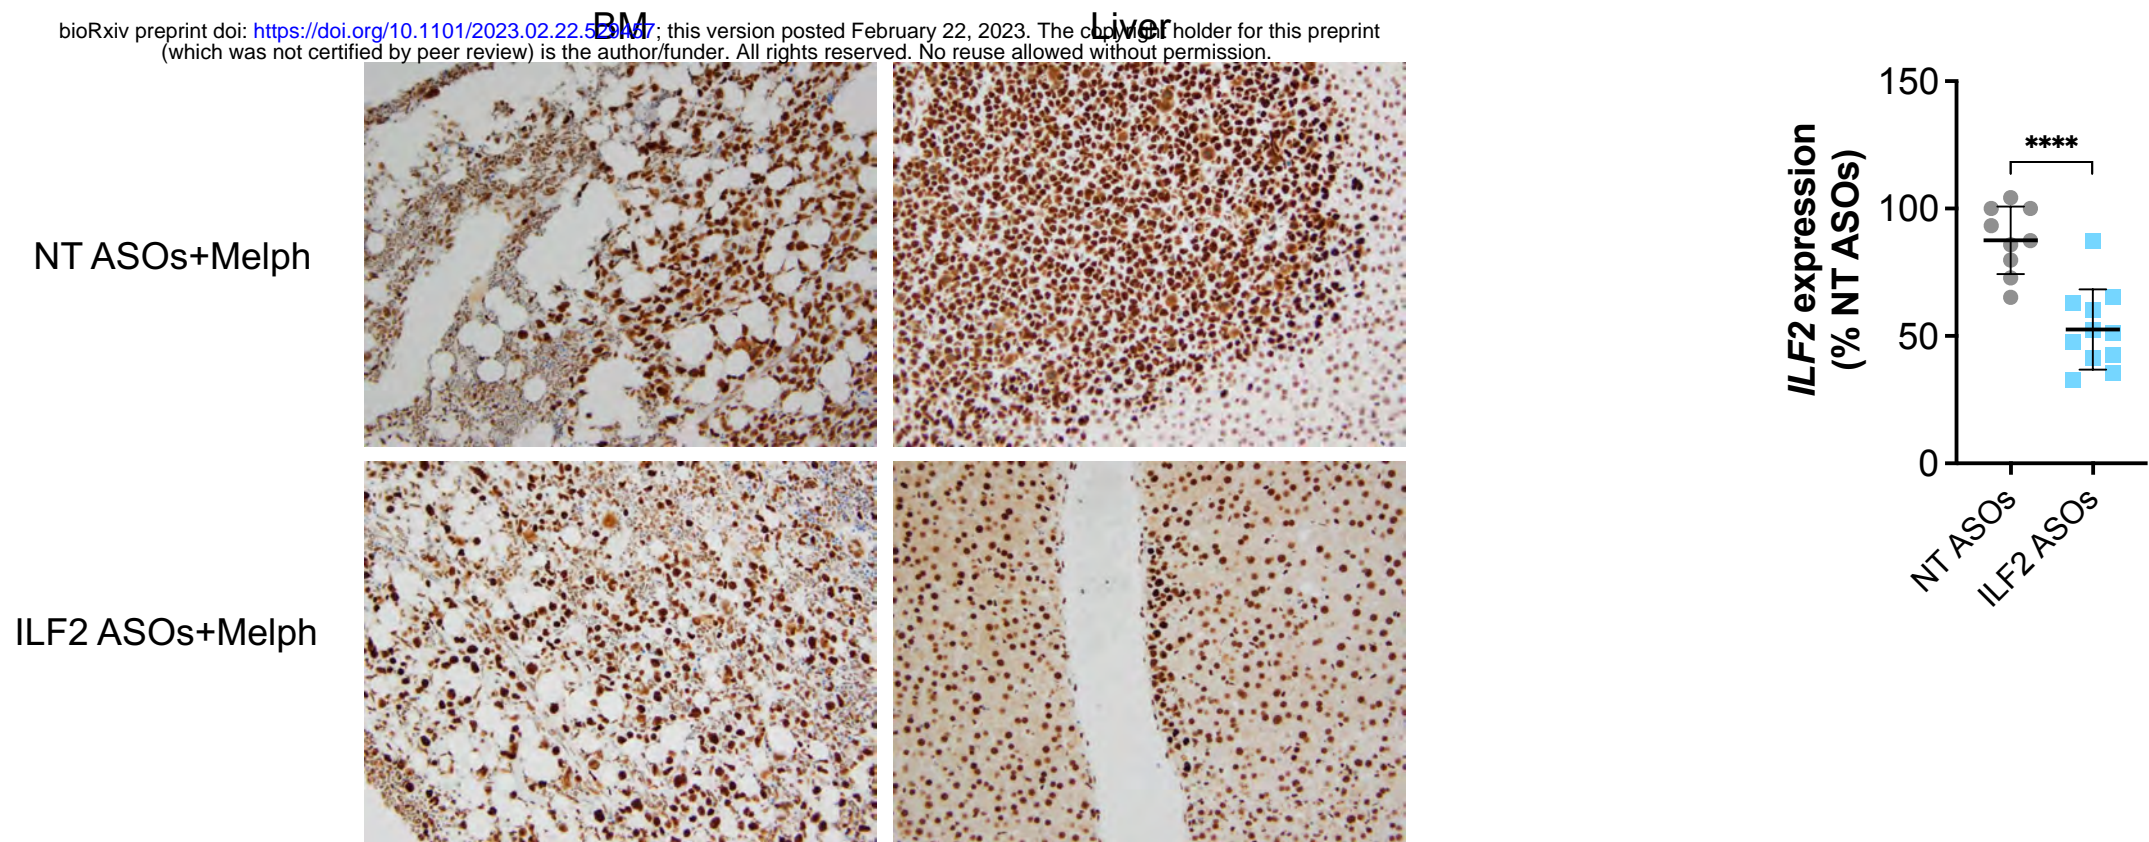 BM
Liver
bioRxiv preprint doi: https://doi.org/10.1101/2023.02.22.529457; this version posted February 22, 2023. The copyright holder for this preprint
(which was not certified by peer review) is the author/funder. All rights reserved. No reuse allowed without permission.
NT ASOs+Melph
ILF2 ASOs+Melph
ILF2 expression
(% NT ASOs)
150
100
50
0
****
NT ASOs
ILF2 ASOs